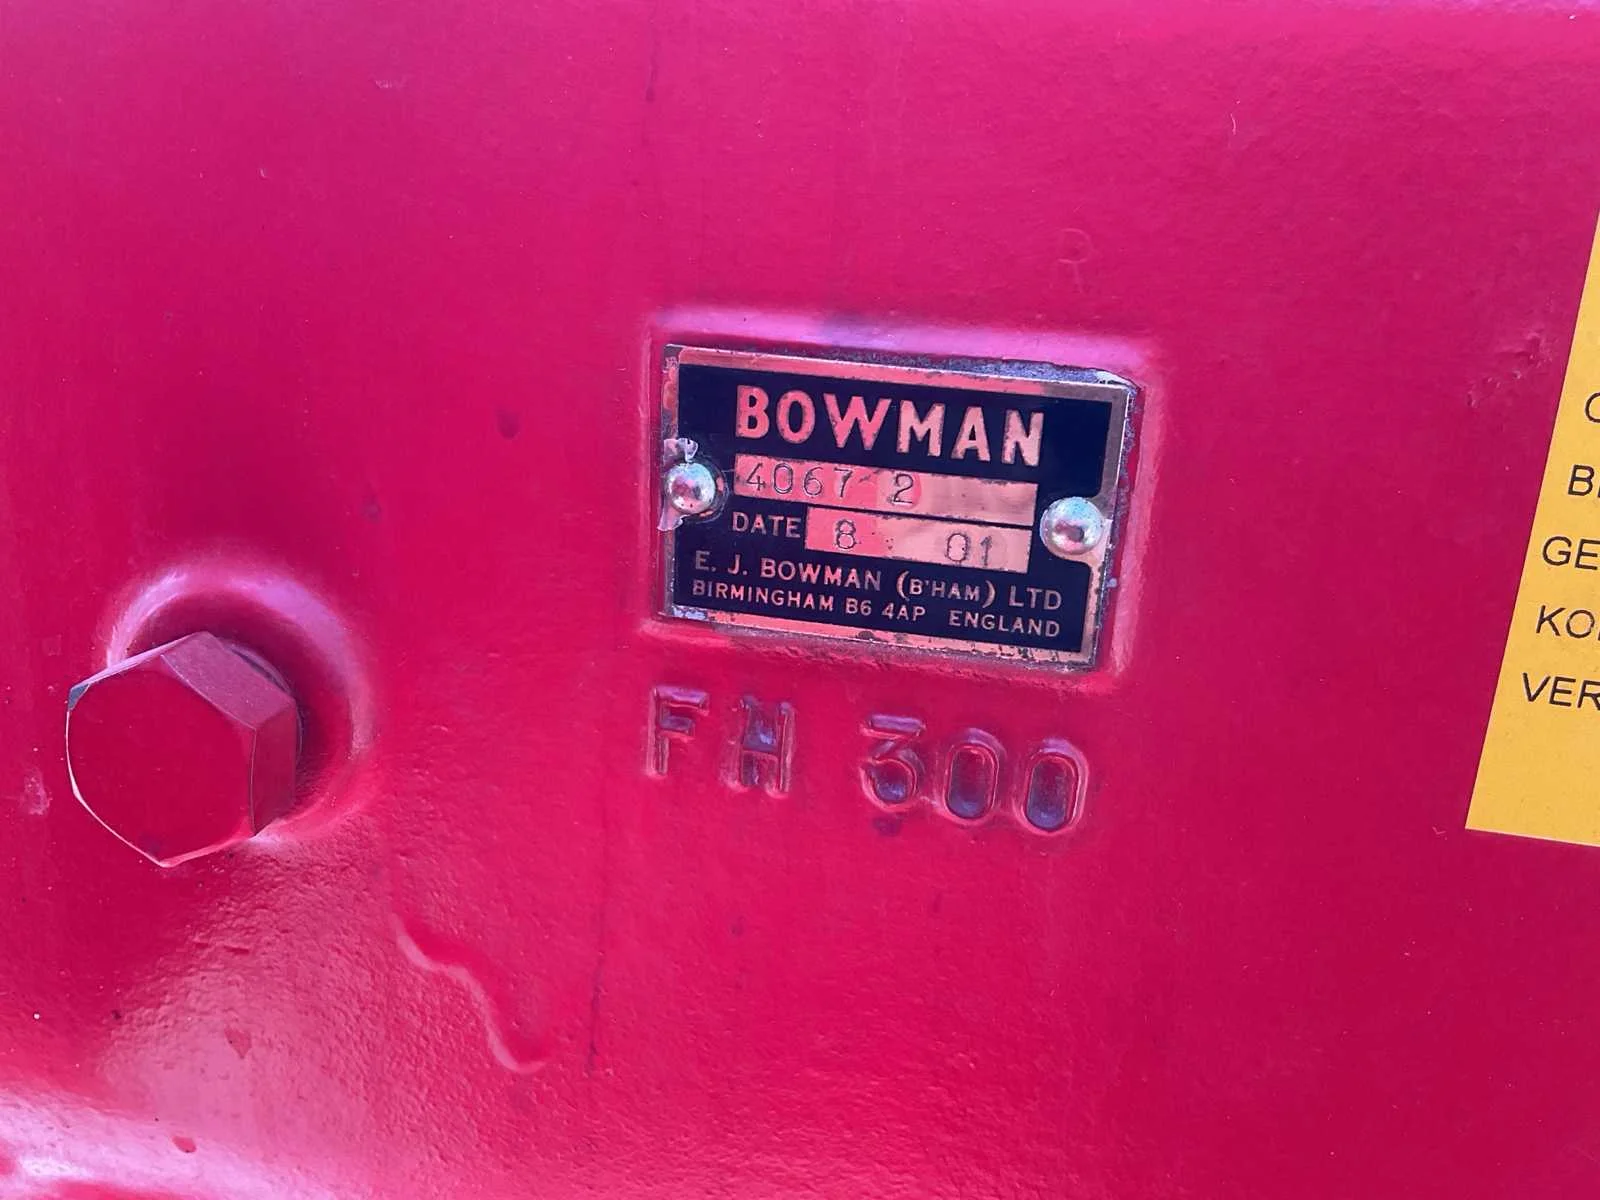 BOWMAN
4067 2
DATE 8 01
E. J. BOWMAN (B'HAM) LTD
BIRMINGHAM B6 4AP ENGLAND
FH 300